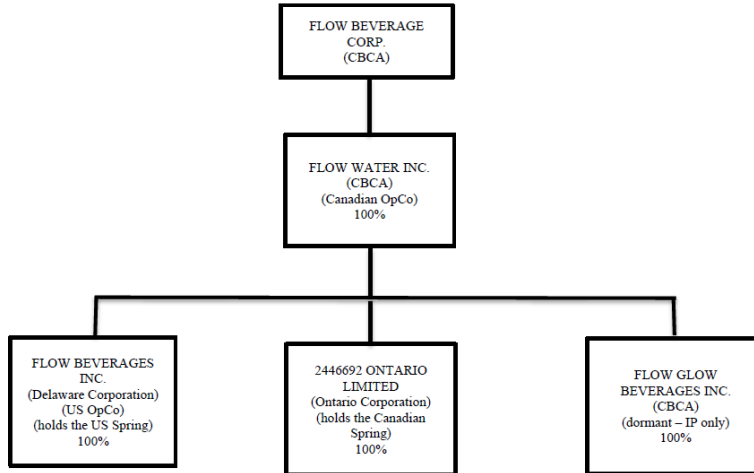 FLOW BEVERAGE
CORP.
(CBCA)
FLOW WATER INC.
(CBCA)
(Canadian OpCo)
100%
FLOW BEVERAGES
INC.
(Delaware Corporation)
(US OpCo)
(holds the US Spring)
100%
2446692 ONTARIO
LIMITED
(Ontario Corporation)
(holds the Canadian
Spring)
100%
FLOW GLOW
BEVERAGES INC.
(CBCA)
(dormant – IP only)
100%